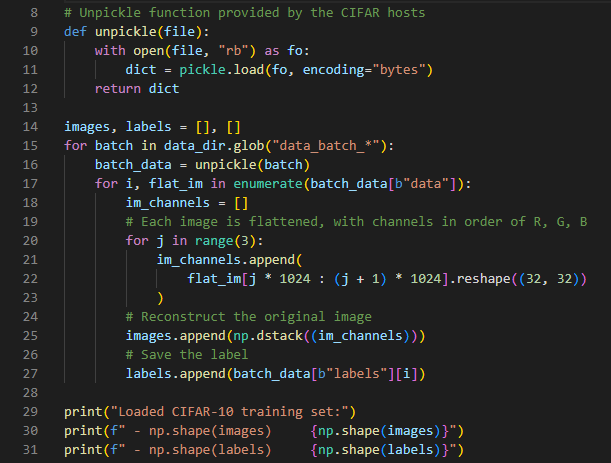 8 # Unpickle function provided by the CIFAR hosts
9 def unpickle(file):
10     with open(file, "rb") as fo:
11         dict = pickle.load(fo, encoding="bytes")
12     return dict
13
14 images, labels = [], []
15 for batch in data_dir.glob("data_batch_*"):
16     batch_data = unpickle(batch)
17     for i, flat_im in enumerate(batch_data[b"data"]):
18         im_channels = []
19         # Each image is flattened, with channels in order of R, G, B
20         for j in range(3):
21             im_channels.append(
22                 flat_im[j * 1024 : (j + 1) * 1024].reshape((32, 32))
23             )
24         # Reconstruct the original image
25         images.append(np.dstack((im_channels)))
26         # Save the label
27         labels.append(batch_data[b"labels"][i])
28
29 print("Loaded CIFAR-10 training set:")
30 print(f" - np.shape(images)     {np.shape(images)}")
31 print(f" - np.shape(labels)     {np.shape(labels)}")